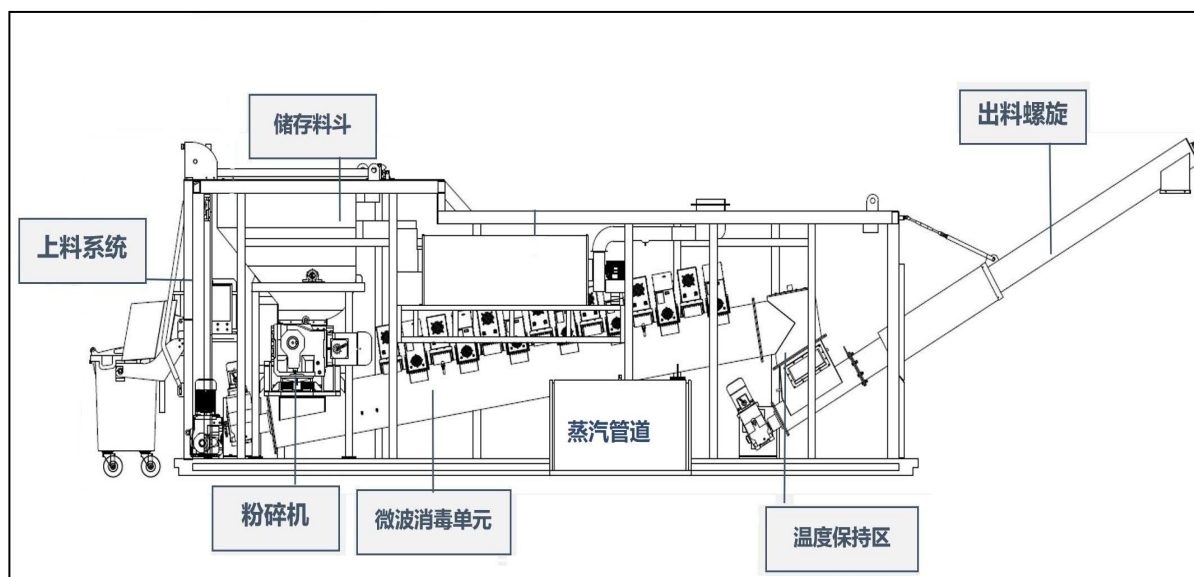 储存料斗
出料螺旋
上料系统
蒸汽管道
粉碎机
微波消毒单元
温度保持区